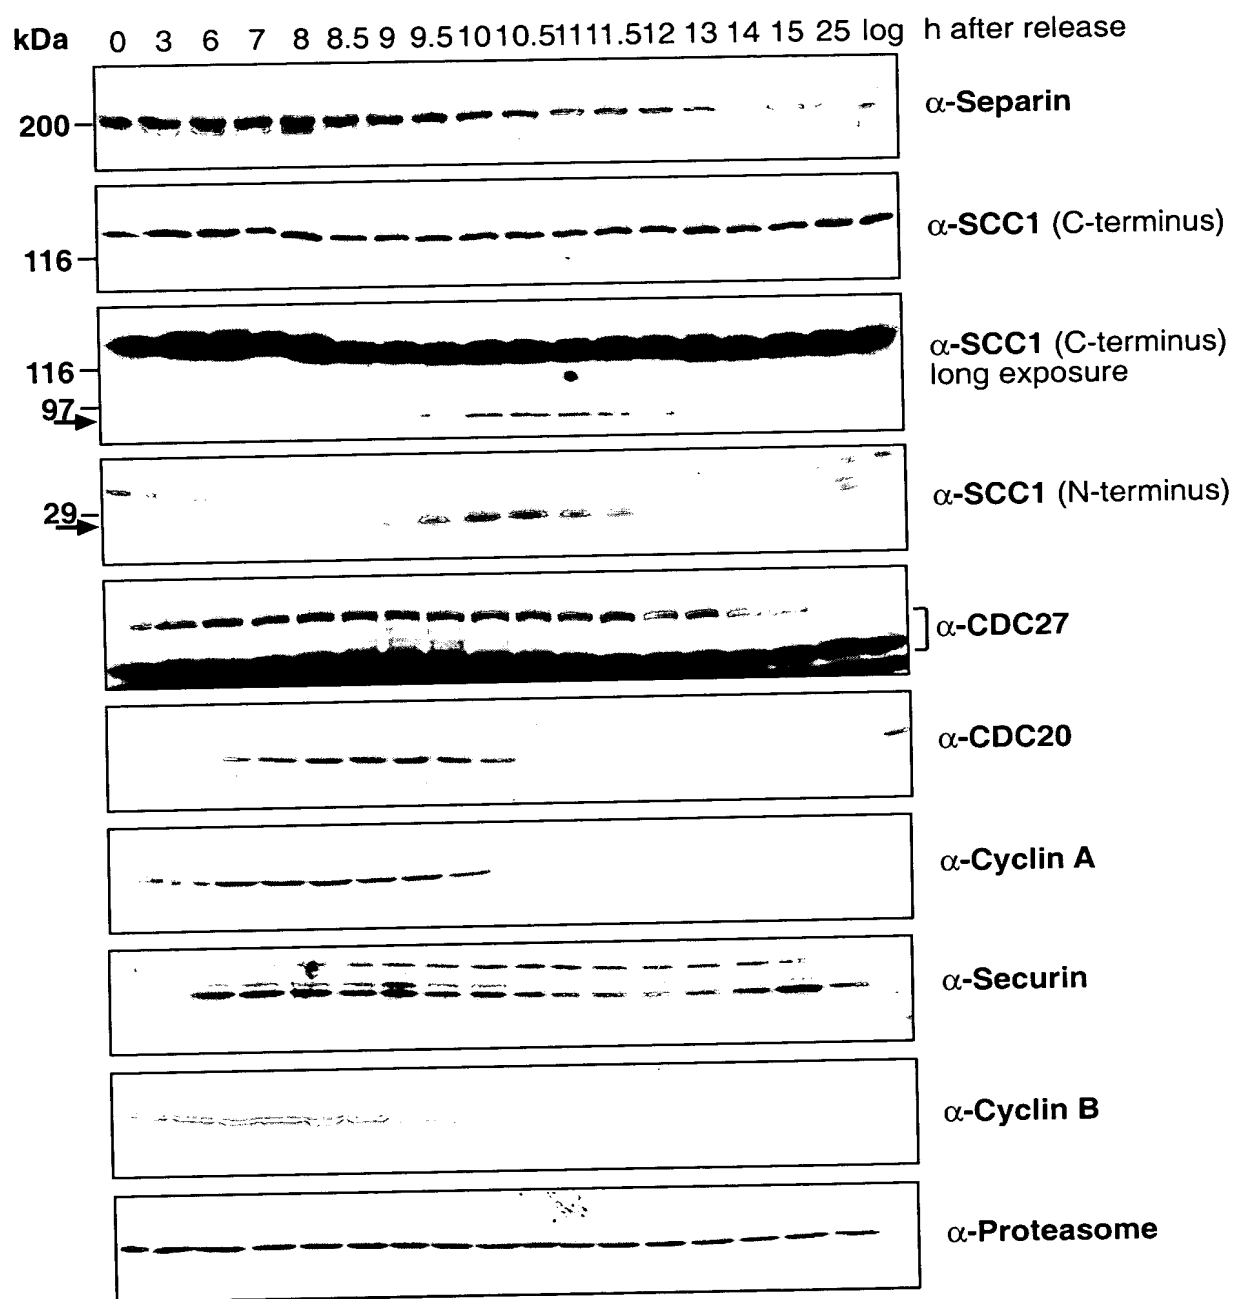 kDa 0 3 6 7 8 8.5 9 9.5 10 10.5 11 11.5 12 13 14 15 25 log h after release
200 α-Separin
α-SCC1 (C-terminus)
116
α-SCC1 (C-terminus)
116 long exposure
97
α-SCC1 (N-terminus)
29
α-CDC27
α-CDC20
α-Cyclin A
α-Securin
α-Cyclin B
α-Proteasome